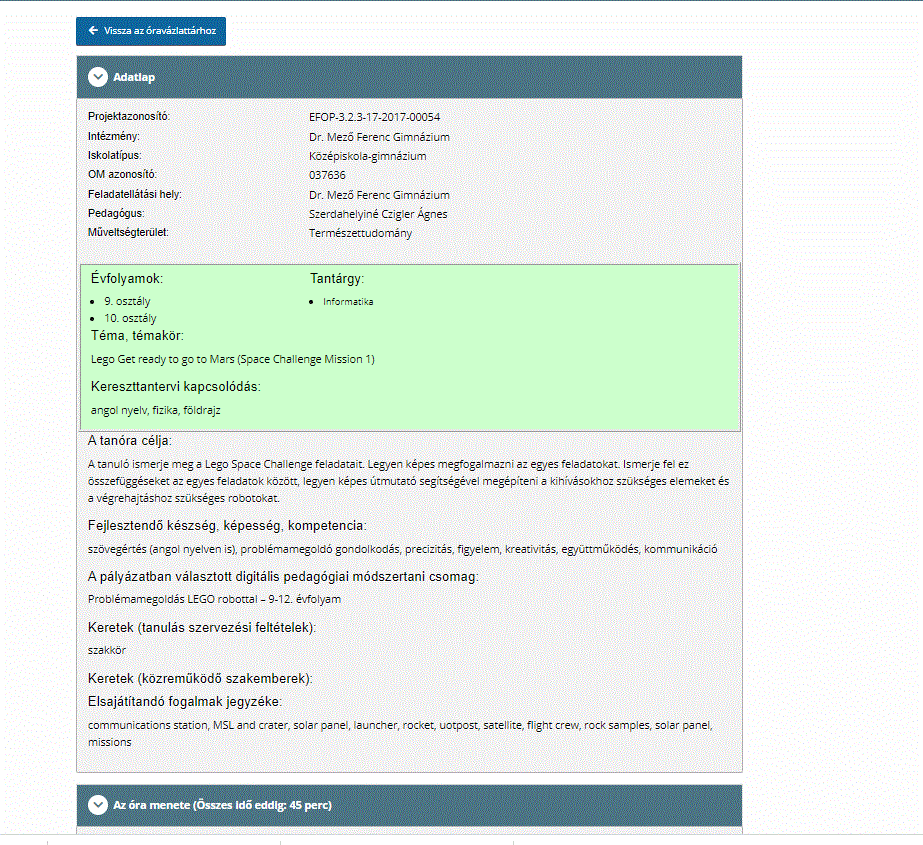 Vissza az óravázlattárhoz
Adatlap
Projektazonosító: EFOP-3.2.3-17-2017-00054
Intézmény: Dr. Mező Ferenc Gimnázium
Iskolatípus: Középiskola-gimnázium
OM azonosító: 037636
Feladatellátási hely: Dr. Mező Ferenc Gimnázium
Pedagógus: Szerdahelyiné Czigler Ágnes
Műveltségterület: Természettudomány
Évfolyamok: Tantárgy:
9. osztály Informatika
10. osztály
Téma, témakör:
Lego Get ready to go to Mars (Space Challenge Mission 1)
Kereszttantervi kapcsolódás:
angol nyelv, fizika, földrajz
A tanóra célja:
A tanuló ismerje meg a Lego Space Challenge feladatait. Legyen képes megfogalmazni az egyes feladatokat. Ismerje fel ez
összefüggéseket az egyes feladatok között, legyen képes útmutató segítségével megépíteni a kihívásokhoz szükséges elemeket és
a végrehajtáshoz szükséges robotokat.
Fejlesztendő készség, képesség, kompetencia:
szövegértés (angol nyelven is), problémamegoldó gondolkodás, precizitás, figyelem, kreativitás, együttműködés, kommunikáció
A pályázatban választott digitális pedagógiai módszertani csomag:
Problémamegoldás LEGO robottal – 9-12. évfolyam
Keretek (tanulás szervezési feltételek):
szakkör
Keretek (közreműködő szakemberek):
Elsajátítandó fogalmak jegyzéke:
communications station, MSL and crater, solar panel, launcher, rocket, uotpost, satellite, flight crew, rock samples, solar panel,
missions
Az óra menete (Összes idő eddig: 45 perc)